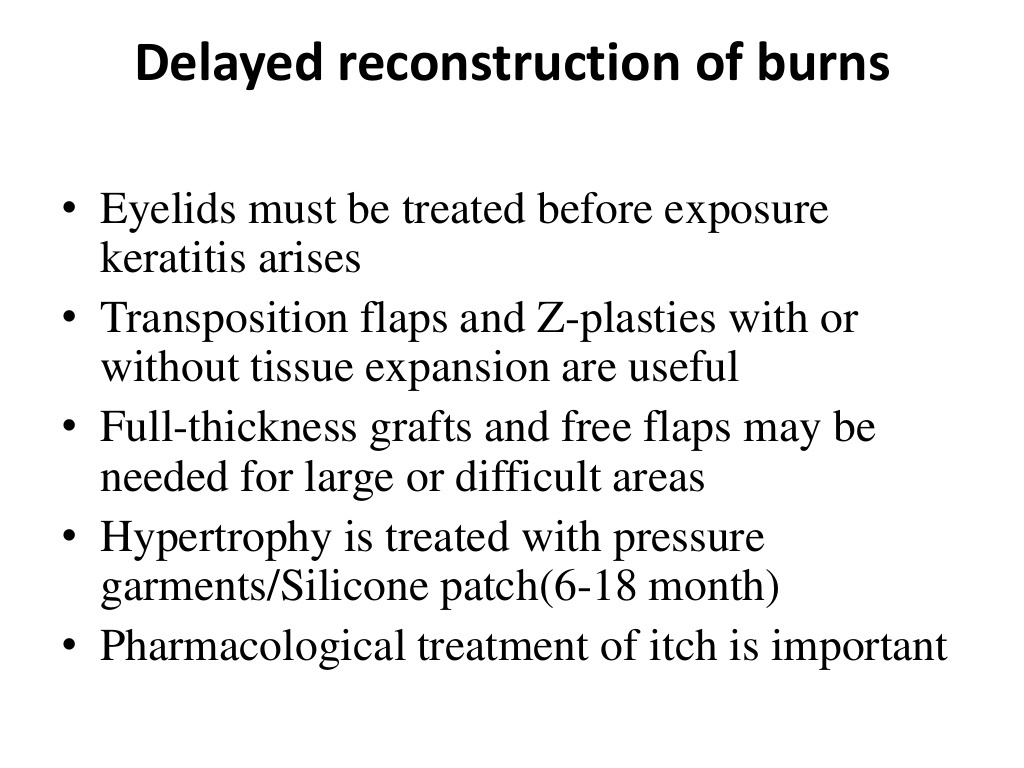 Delayed reconstruction of burns
• Eyelids must be treated before exposure
keratitis arises
• Transposition flaps and Z-plasties with or
without tissue expansion are useful
• Full-thickness grafts and free flaps may be
needed for large or difficult areas
• Hypertrophy is treated with pressure
garments/Silicone patch(6-18 month)
• Pharmacological treatment of itch is important